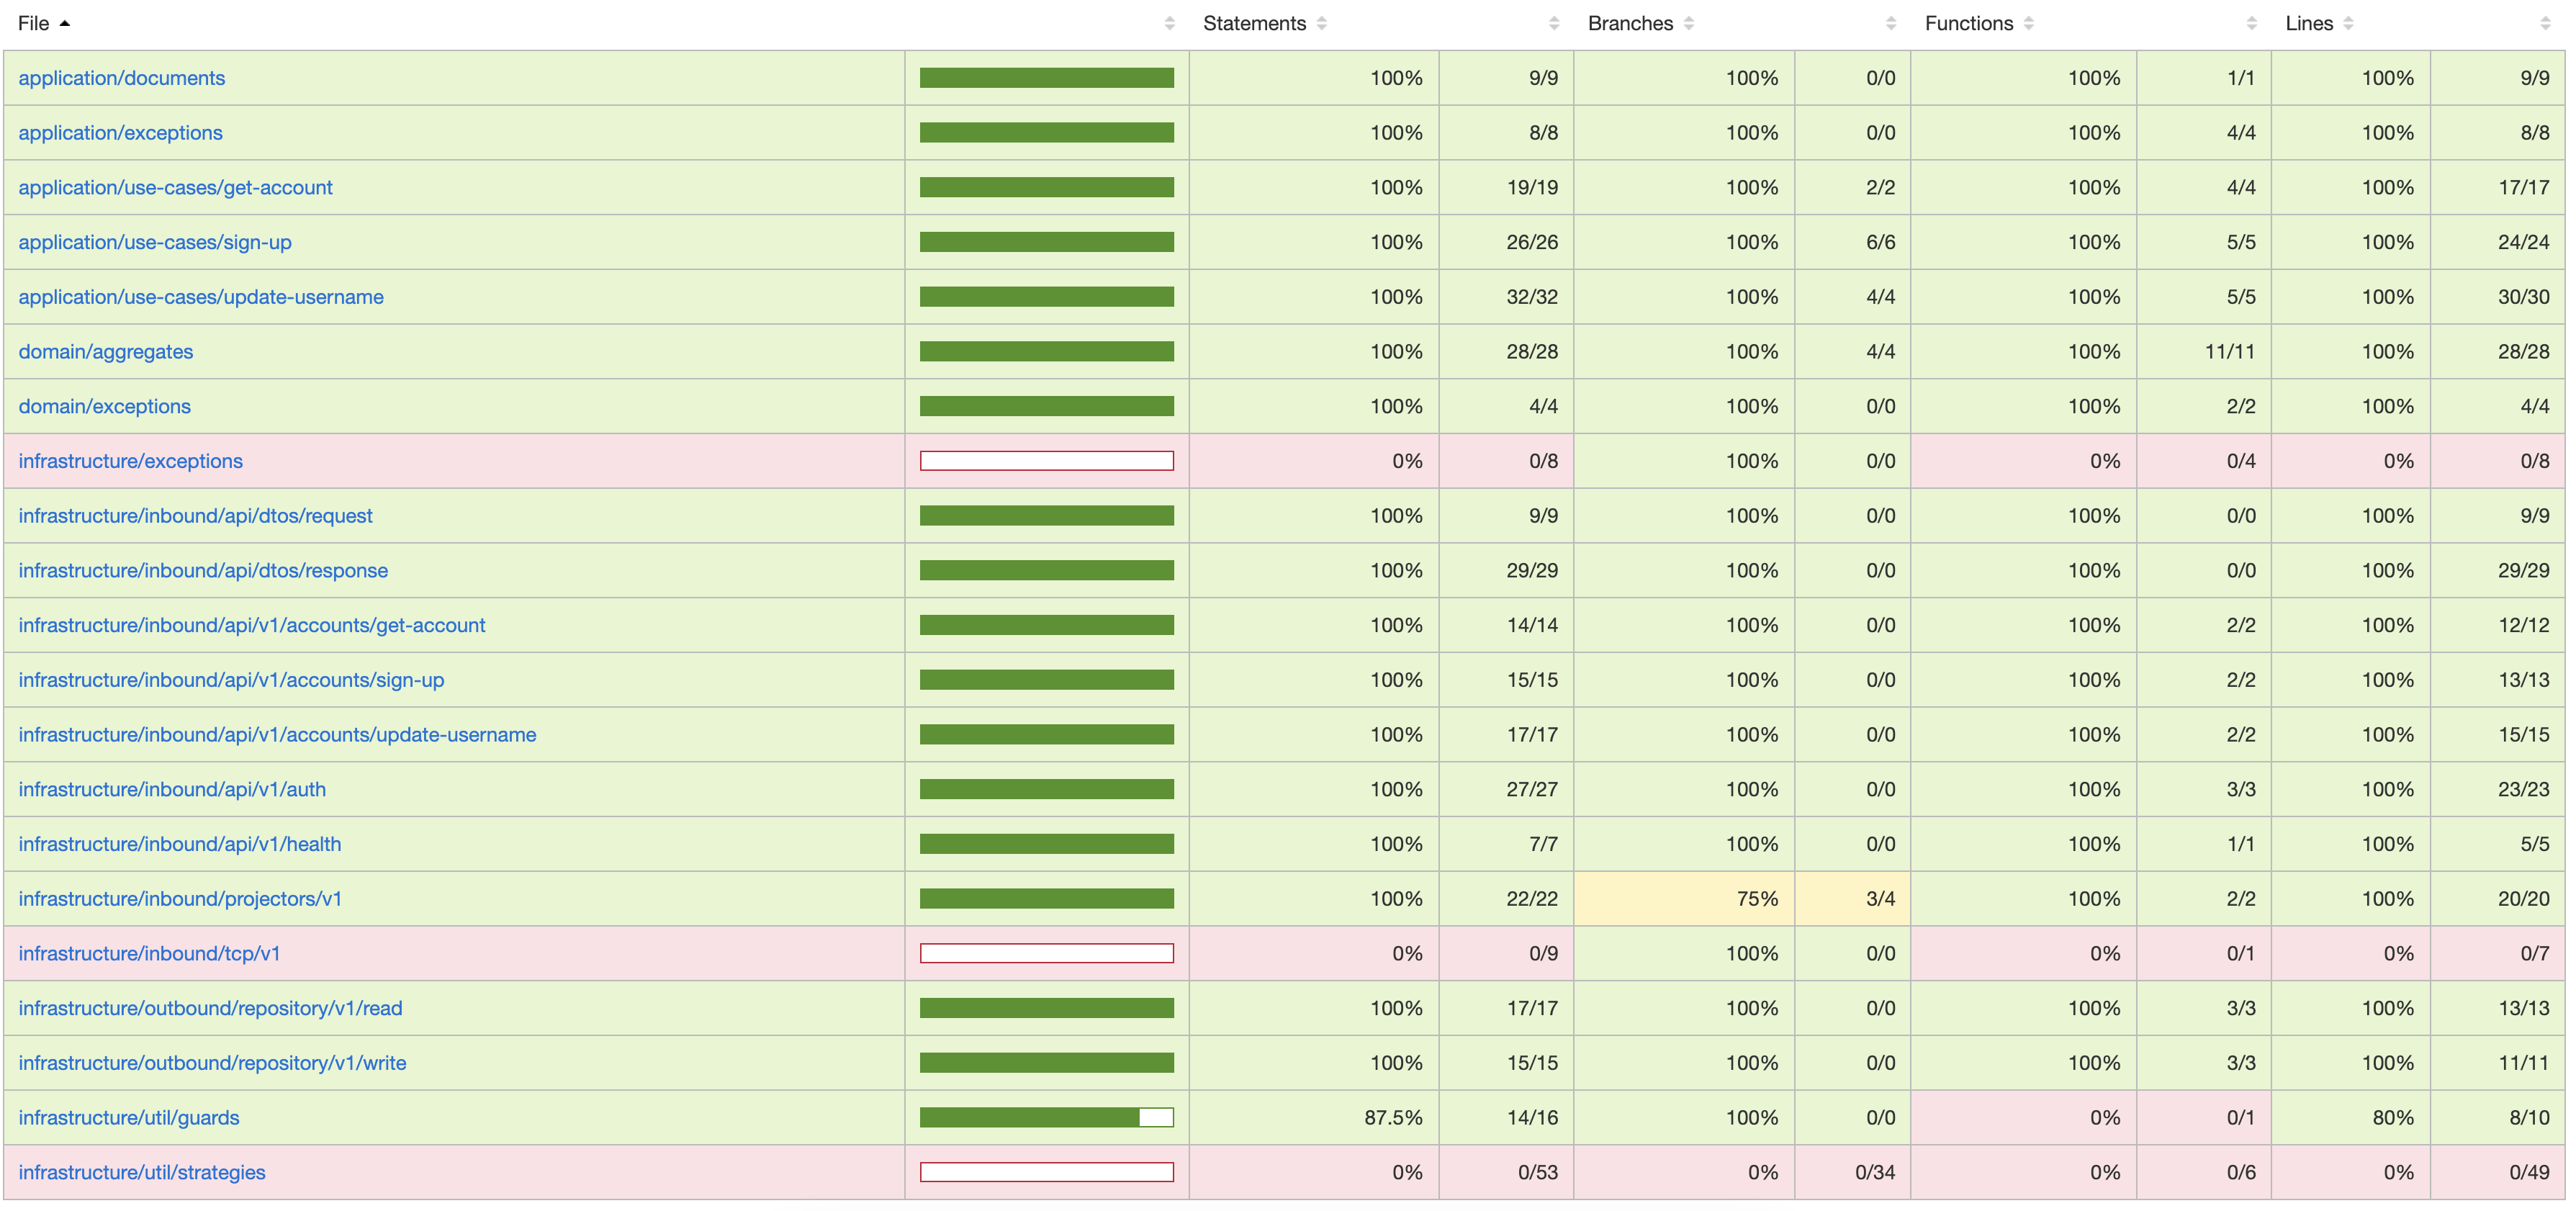 File Statements Branches Functions Lines
application/documents 100% 9/9 100% 0/0 100% 1/1 100% 9/9
application/exceptions 100% 8/8 100% 0/0 100% 4/4 100% 8/8
application/use-cases/get-account 100% 19/19 100% 2/2 100% 4/4 100% 17/17
application/use-cases/sign-up 100% 26/26 100% 6/6 100% 5/5 100% 24/24
application/use-cases/update-username 100% 32/32 100% 4/4 100% 5/5 100% 30/30
domain/aggregates 100% 28/28 100% 4/4 100% 11/11 100% 28/28
domain/exceptions 100% 4/4 100% 0/0 100% 2/2 100% 4/4
infrastructure/exceptions 0% 0/8 100% 0/0 0% 0/4 0% 0/8
infrastructure/inbound/api/dtos/request 100% 9/9 100% 0/0 100% 0/0 100% 9/9
infrastructure/inbound/api/dtos/response 100% 29/29 100% 0/0 100% 0/0 100% 29/29
infrastructure/inbound/api/v1/accounts/get-account 100% 14/14 100% 0/0 100% 2/2 100% 12/12
infrastructure/inbound/api/v1/accounts/sign-up 100% 15/15 100% 0/0 100% 2/2 100% 13/13
infrastructure/inbound/api/v1/accounts/update-username 100% 17/17 100% 0/0 100% 2/2 100% 15/15
infrastructure/inbound/api/v1/auth 100% 27/27 100% 0/0 100% 3/3 100% 23/23
infrastructure/inbound/api/v1/health 100% 7/7 100% 0/0 100% 1/1 100% 5/5
infrastructure/inbound/projectors/v1 100% 22/22 75% 3/4 100% 2/2 100% 20/20
infrastructure/inbound/tcp/v1 0% 0/9 100% 0/0 0% 0/1 0% 0/7
infrastructure/outbound/repository/v1/read 100% 17/17 100% 0/0 100% 3/3 100% 13/13
infrastructure/outbound/repository/v1/write 100% 15/15 100% 0/0 100% 3/3 100% 11/11
infrastructure/util/guards 87.5% 14/16 100% 0/0 0% 0/1 80% 8/10
infrastructure/util/strategies 0% 0/53 0% 0/34 0% 0/6 0% 0/49